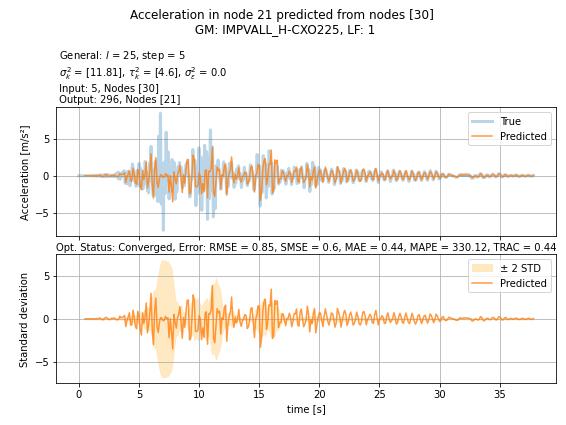 Acceleration in node 21 predicted from nodes [30]
GM: IMPVALL_H-CXO225, LF: 1
General: l = 25, step = 5
σ²ₖ = [11.81], τ²ₖ = [4.6], σ²ₑ = 0.0
Input: 5, Nodes [30]
Output: 296, Nodes [21]
Acceleration [m/s²]
5
0
−5
True
Predicted
Opt. Status: Converged, Error: RMSE = 0.85, SMSE = 0.6, MAE = 0.44, MAPE = 330.12, TRAC = 0.44
Standard deviation
5
0
−5
± 2 STD
Predicted
0 5 10 15 20 25 30 35
time [s]